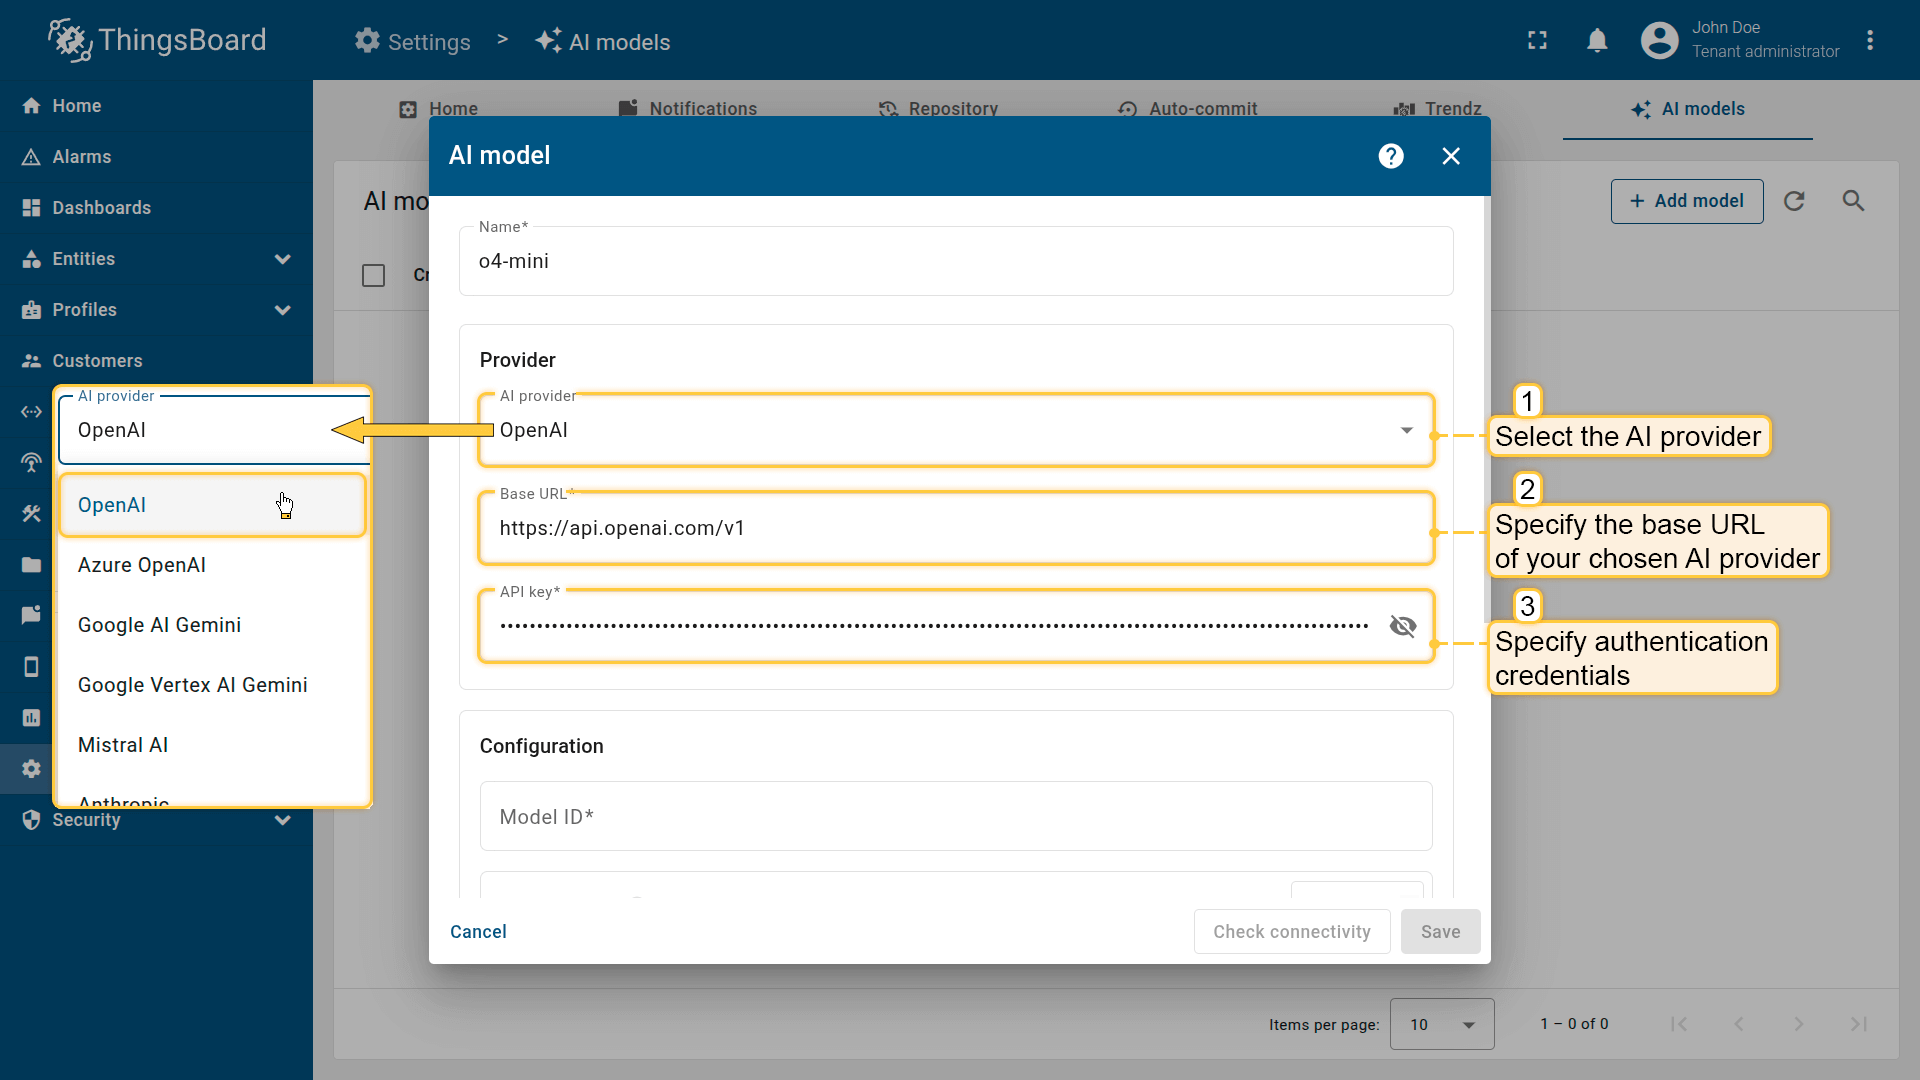 ThingsBoard
Settings > AI models
John Doe
Tenant administrator
Home
Alarms
Dashboards
Entities
Profiles
Customers
Security
Home
Notifications
Repository
Auto-commit
Trendz
AI models
AI mo
Add model
Cr
AI model
Name*
o4-mini
Provider
AI provider
OpenAI
Base URL*
https://api.openai.com/v1
API key*
Configuration
Model ID*
Cancel
Check connectivity
Save
AI provider
OpenAI
OpenAI
Azure OpenAI
Google AI Gemini
Google Vertex AI Gemini
Mistral AI
Anthropic
1
Select the AI provider
2
Specify the base URL
of your chosen AI provider
3
Specify authentication
credentials
Items per page:
10
1 – 0 of 0